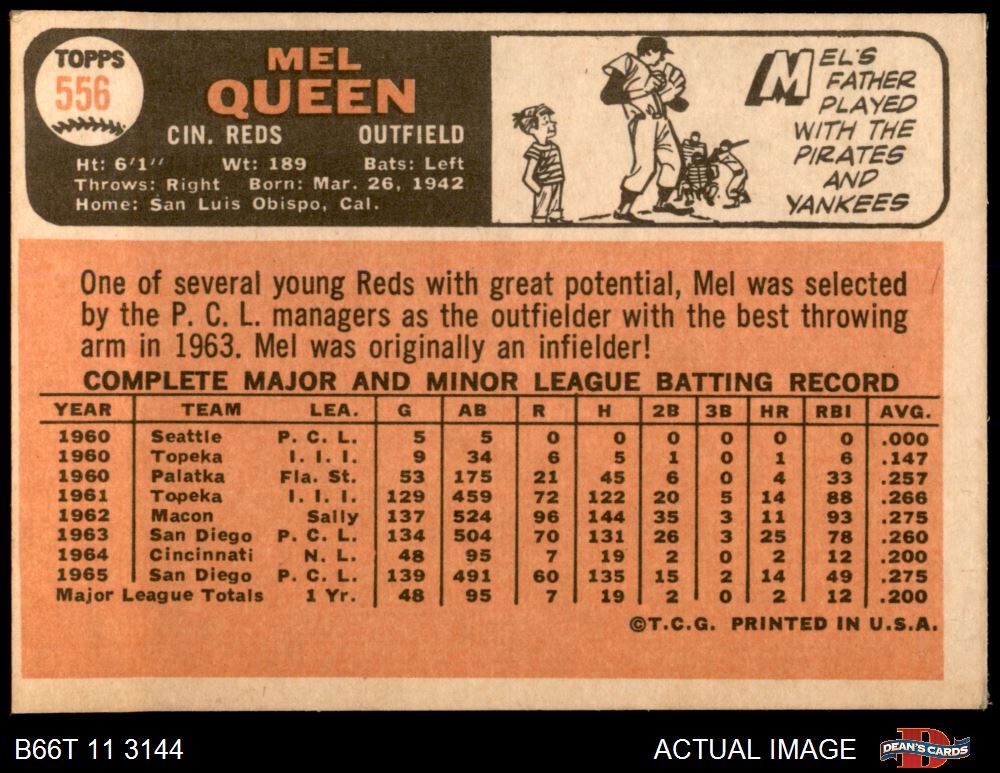 TOPPS
556
MEL
QUEEN
CIN. REDS OUTFIELD
Ht: 6'1" Wt: 189 Bats: Left
Throws: Right Born: Mar. 26, 1942
Home: San Luis Obispo, Cal.
MEL'S
FATHER
PLAYED
WITH THE
PIRATES
AND
YANKEES
One of several young Reds with great potential, Mel was selected
by the P. C. L. managers as the outfielder with the best throwing
arm in 1963. Mel was originally an infielder!
COMPLETE MAJOR AND MINOR LEAGUE BATTING RECORD
YEAR TEAM LEA. G AB R H 2B 3B HR RBI AVG.
1960 Seattle P. C. L. 5 5 0 0 0 0 0 0 .000
1960 Topeka I. I. I. 9 34 6 5 1 0 1 6 .147
1960 Palatka Fla. St. 53 175 21 45 6 0 4 33 .257
1961 Topeka I. I. I. 129 459 72 122 20 5 14 88 .266
1962 Macon Sally 137 524 96 144 35 3 11 93 .275
1963 San Diego P. C. L. 134 504 70 131 26 3 25 78 .260
1964 Cincinnati N. L. 48 95 7 19 2 0 2 12 .200
1965 San Diego P. C. L. 139 491 60 135 15 2 14 49 .275
Major League Totals 1 Yr. 48 95 7 19 2 0 2 12 .200
©T.C.G. PRINTED IN U.S.A.
B66T 11 3144 ACTUAL IMAGE DEAN'S CARDS